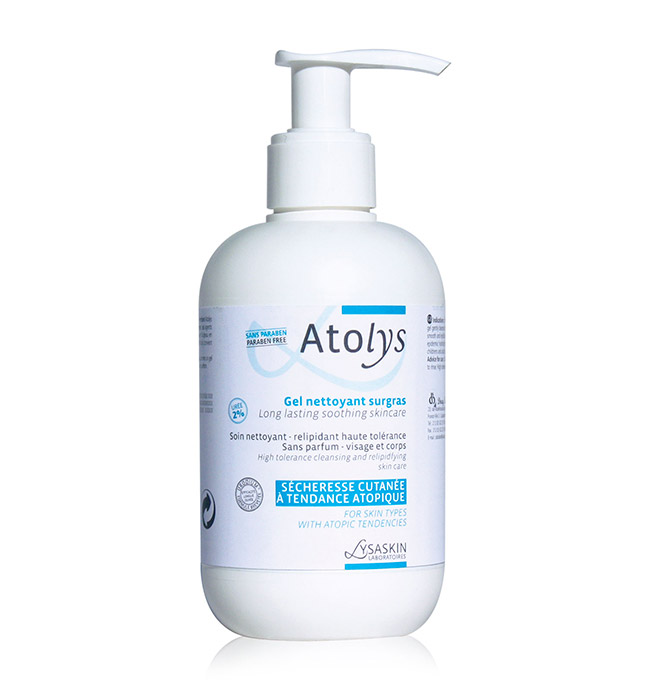 SANS PARABEN
PARABEN FREE
Atolys
Gel nettoyant surgras
Long lasting soothing skincare
URÉE
2%
Soin nettoyant - relipidant haute tolérance
Sans parfum - visage et corps
High tolerance cleansing and relipidfying
skin care
SÉCHERESSE CUTANÉE
À TENDANCE ATOPIQUE
FOR SKIN TYPES
WITH ATOPIC TENDENCIES
LYSASKIN
LABORATOIRES